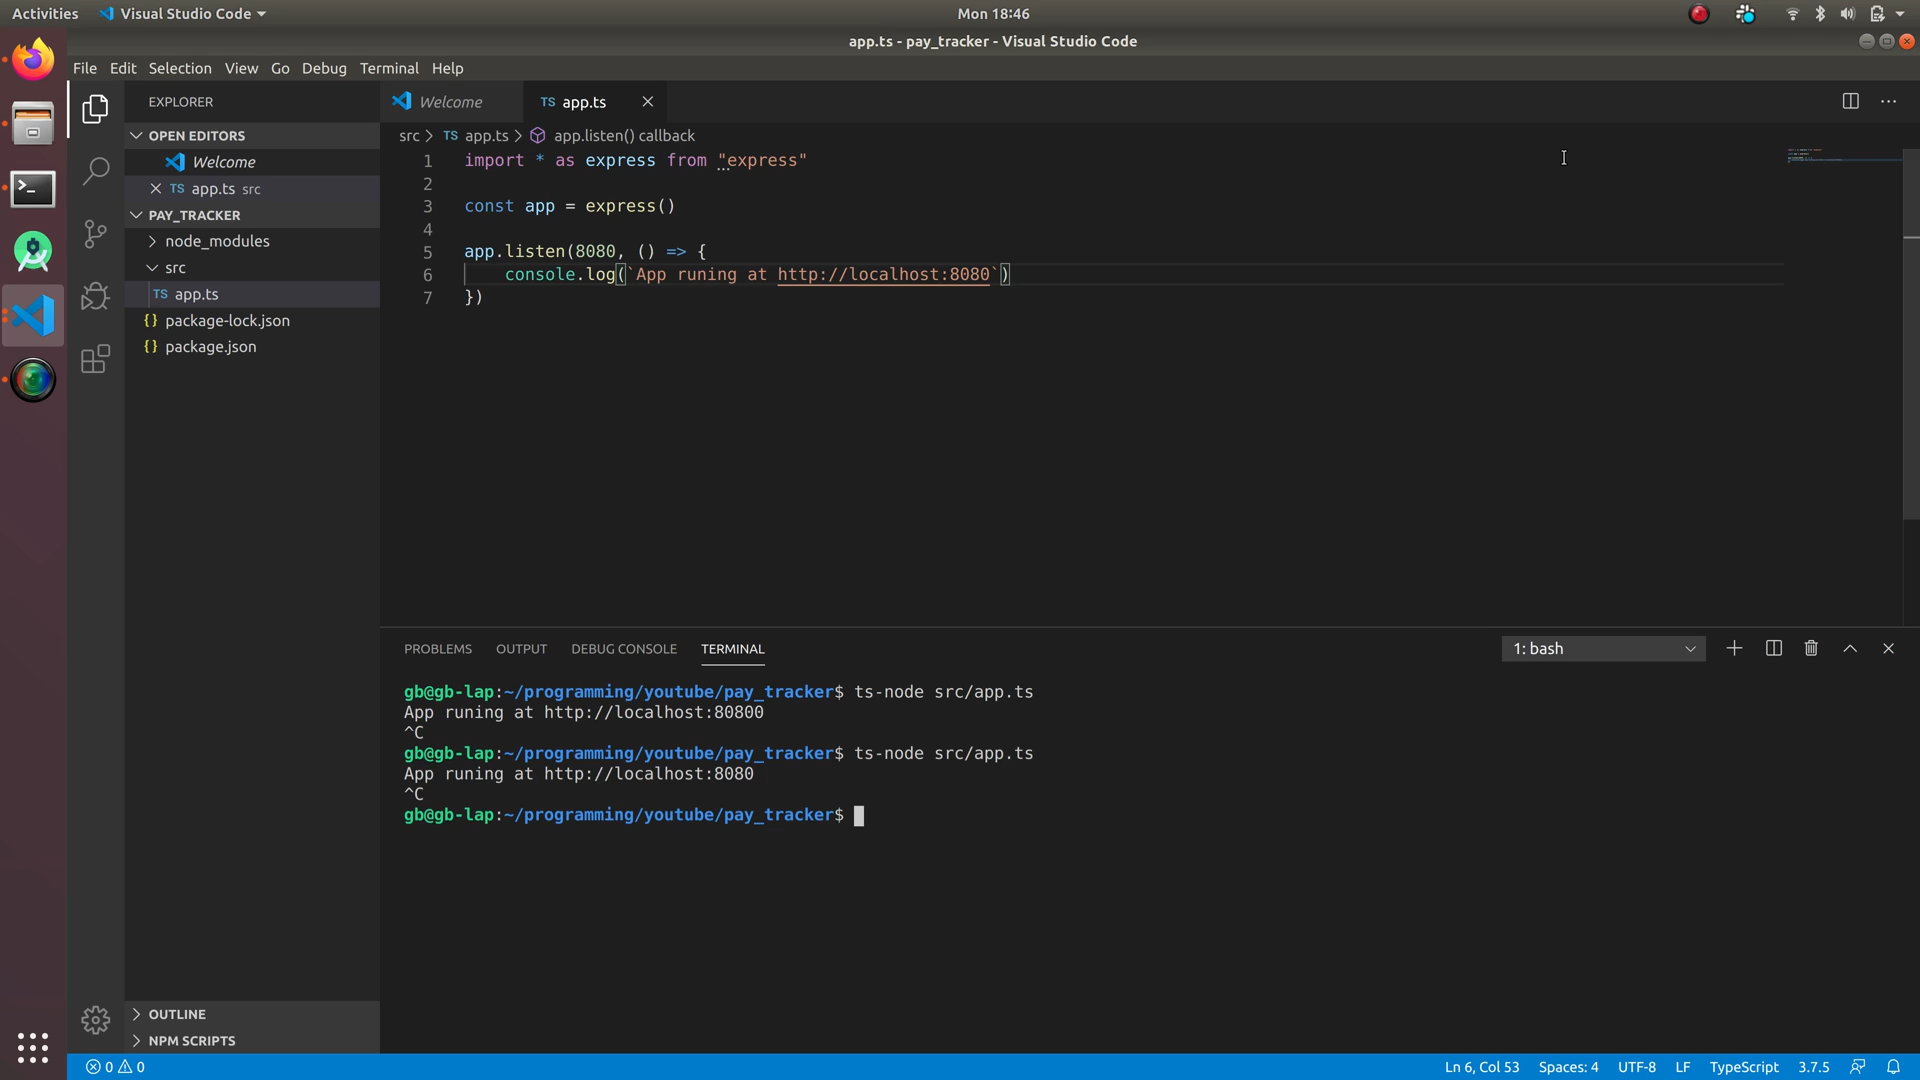 Activities Visual Studio Code Mon 18:46
app.ts - pay_tracker - Visual Studio Code
File Edit Selection View Go Debug Terminal Help
EXPLORER
OPEN EDITORS
Welcome
TS app.ts src
PAY_TRACKER
node_modules
src
TS app.ts
{} package-lock.json
{} package.json
OUTLINE
NPM SCRIPTS
Welcome TS app.ts
src > TS app.ts > app.listen() callback
1 import * as express from "express"
2
3 const app = express()
4
5 app.listen(8080, () => {
6 console.log(`App runing at http://localhost:8080`)
7 })
PROBLEMS OUTPUT DEBUG CONSOLE TERMINAL 1: bash
gb@gb-lap:~/programming/youtube/pay_tracker$ ts-node src/app.ts
App runing at http://localhost:80800
^C
gb@gb-lap:~/programming/youtube/pay_tracker$ ts-node src/app.ts
App runing at http://localhost:8080
^C
gb@gb-lap:~/programming/youtube/pay_tracker$
0 0 Ln 6, Col 53 Spaces: 4 UTF-8 LF TypeScript 3.7.5